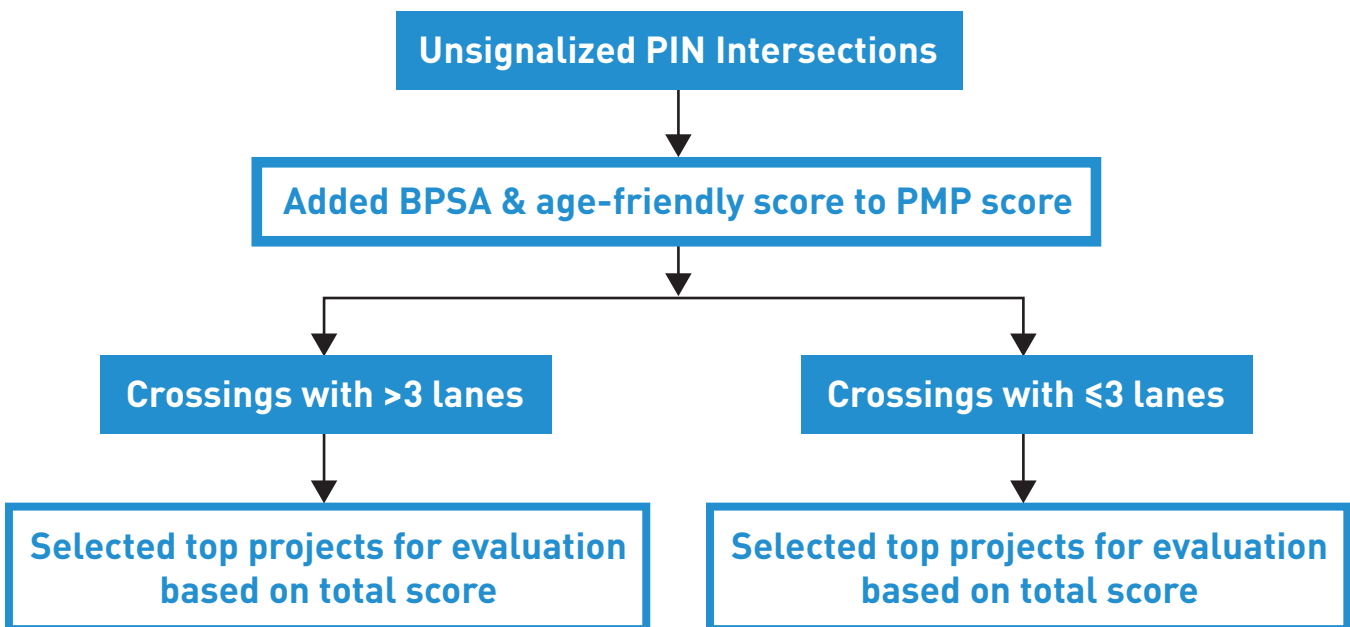 Unsignalized PIN Intersections
Added BPSA & age-friendly score to PMP score
Crossings with >3 lanes
Crossings with ≤3 lanes
Selected top projects for evaluation
based on total score
Selected top projects for evaluation
based on total score